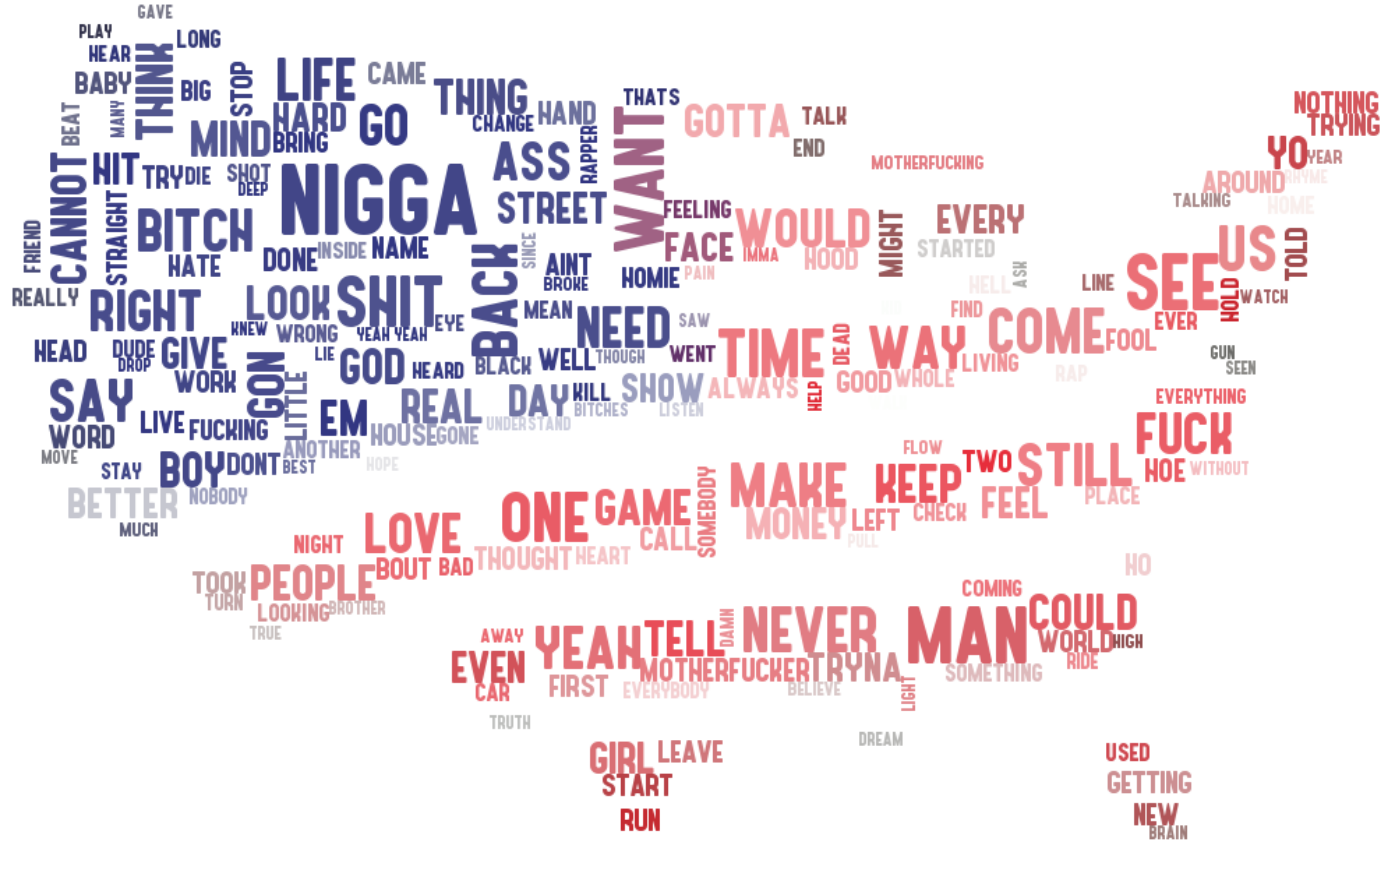 GAVE
PLAY
LONG
HEAR
THINK
BABY
BIG
STOP
LIFE
CAME
THING
HAND
THATS
BEAT
MANY
MIND
HARD
BRING
GO
CHANGE
RAPPER
WANT
GOTTA
TALK
END
MOTHERFUCKING
NOTHING
TRYING
YO
YEAR
RHYME
AROUND
TALKING
HOME
CANNOT
HIT
TRY
DIE
SHOT
DEEP
NIGGA
ASS
STREET
FEELING
FACE
WOULD
IMMA
HOOD
MIGHT
EVERY
STARTED
HELL
ASK
LINE
SEE
US
TOLD
HOLD
WATCH
EVER
FRIEND
STRAIGHT
BITCH
HATE
DONE
INSIDE
NAME
BACK
SINCE
AINT
BROKE
HOMIE
PAIN
REALLY
RIGHT
LOOK
SHIT
EYE
MEAN
NEED
SAW
KNEW
WRONG
YEAH YEAH
TIME
DEAD
WAY
FIND
COME
FOOL
LIVING
GUN
SEEN
HEAD
DUDE
DROP
GIVE
WORK
GON
LIE
GOD
HEARD
BLACK
WELL
THOUGH
WENT
ALWAYS
HELP
GOOD
WHOLE
RAP
SAY
WORD
LIVE
FUCKING
LITTLE
EM
REAL
DAY
KILL
BITCHES
SHOW
LISTEN
UNDERSTAND
EVERYTHING
FUCK
MOVE
STAY
BOY
DONT
ANOTHER
BEST
HOUSE
GONE
HOPE
FLOW
TWO
STILL
HOE
WITHOUT
BETTER
NOBODY
MUCH
ONE
GAME
SOMEBODY
MAKE
MONEY
KEEP
LEFT
CHECK
FEEL
PLACE
PULL
NIGHT
LOVE
THOUGHT
HEART
CALL
HO
TOOK
TURN
PEOPLE
BOUT
BAD
LOOKING
BROTHER
TRUE
COMING
COULD
WORLD
HIGH
RIDE
AWAY
EVEN
CAR
YEAH
TELL
DAMN
NEVER
MAN
FIRST
MOTHERFUCKER
TRYNA
EVERYBODY
BELIEVE
LIGHT
SOMETHING
TRUTH
DREAM
GIRL
LEAVE
START
RUN
USED
GETTING
NEW
BRAIN